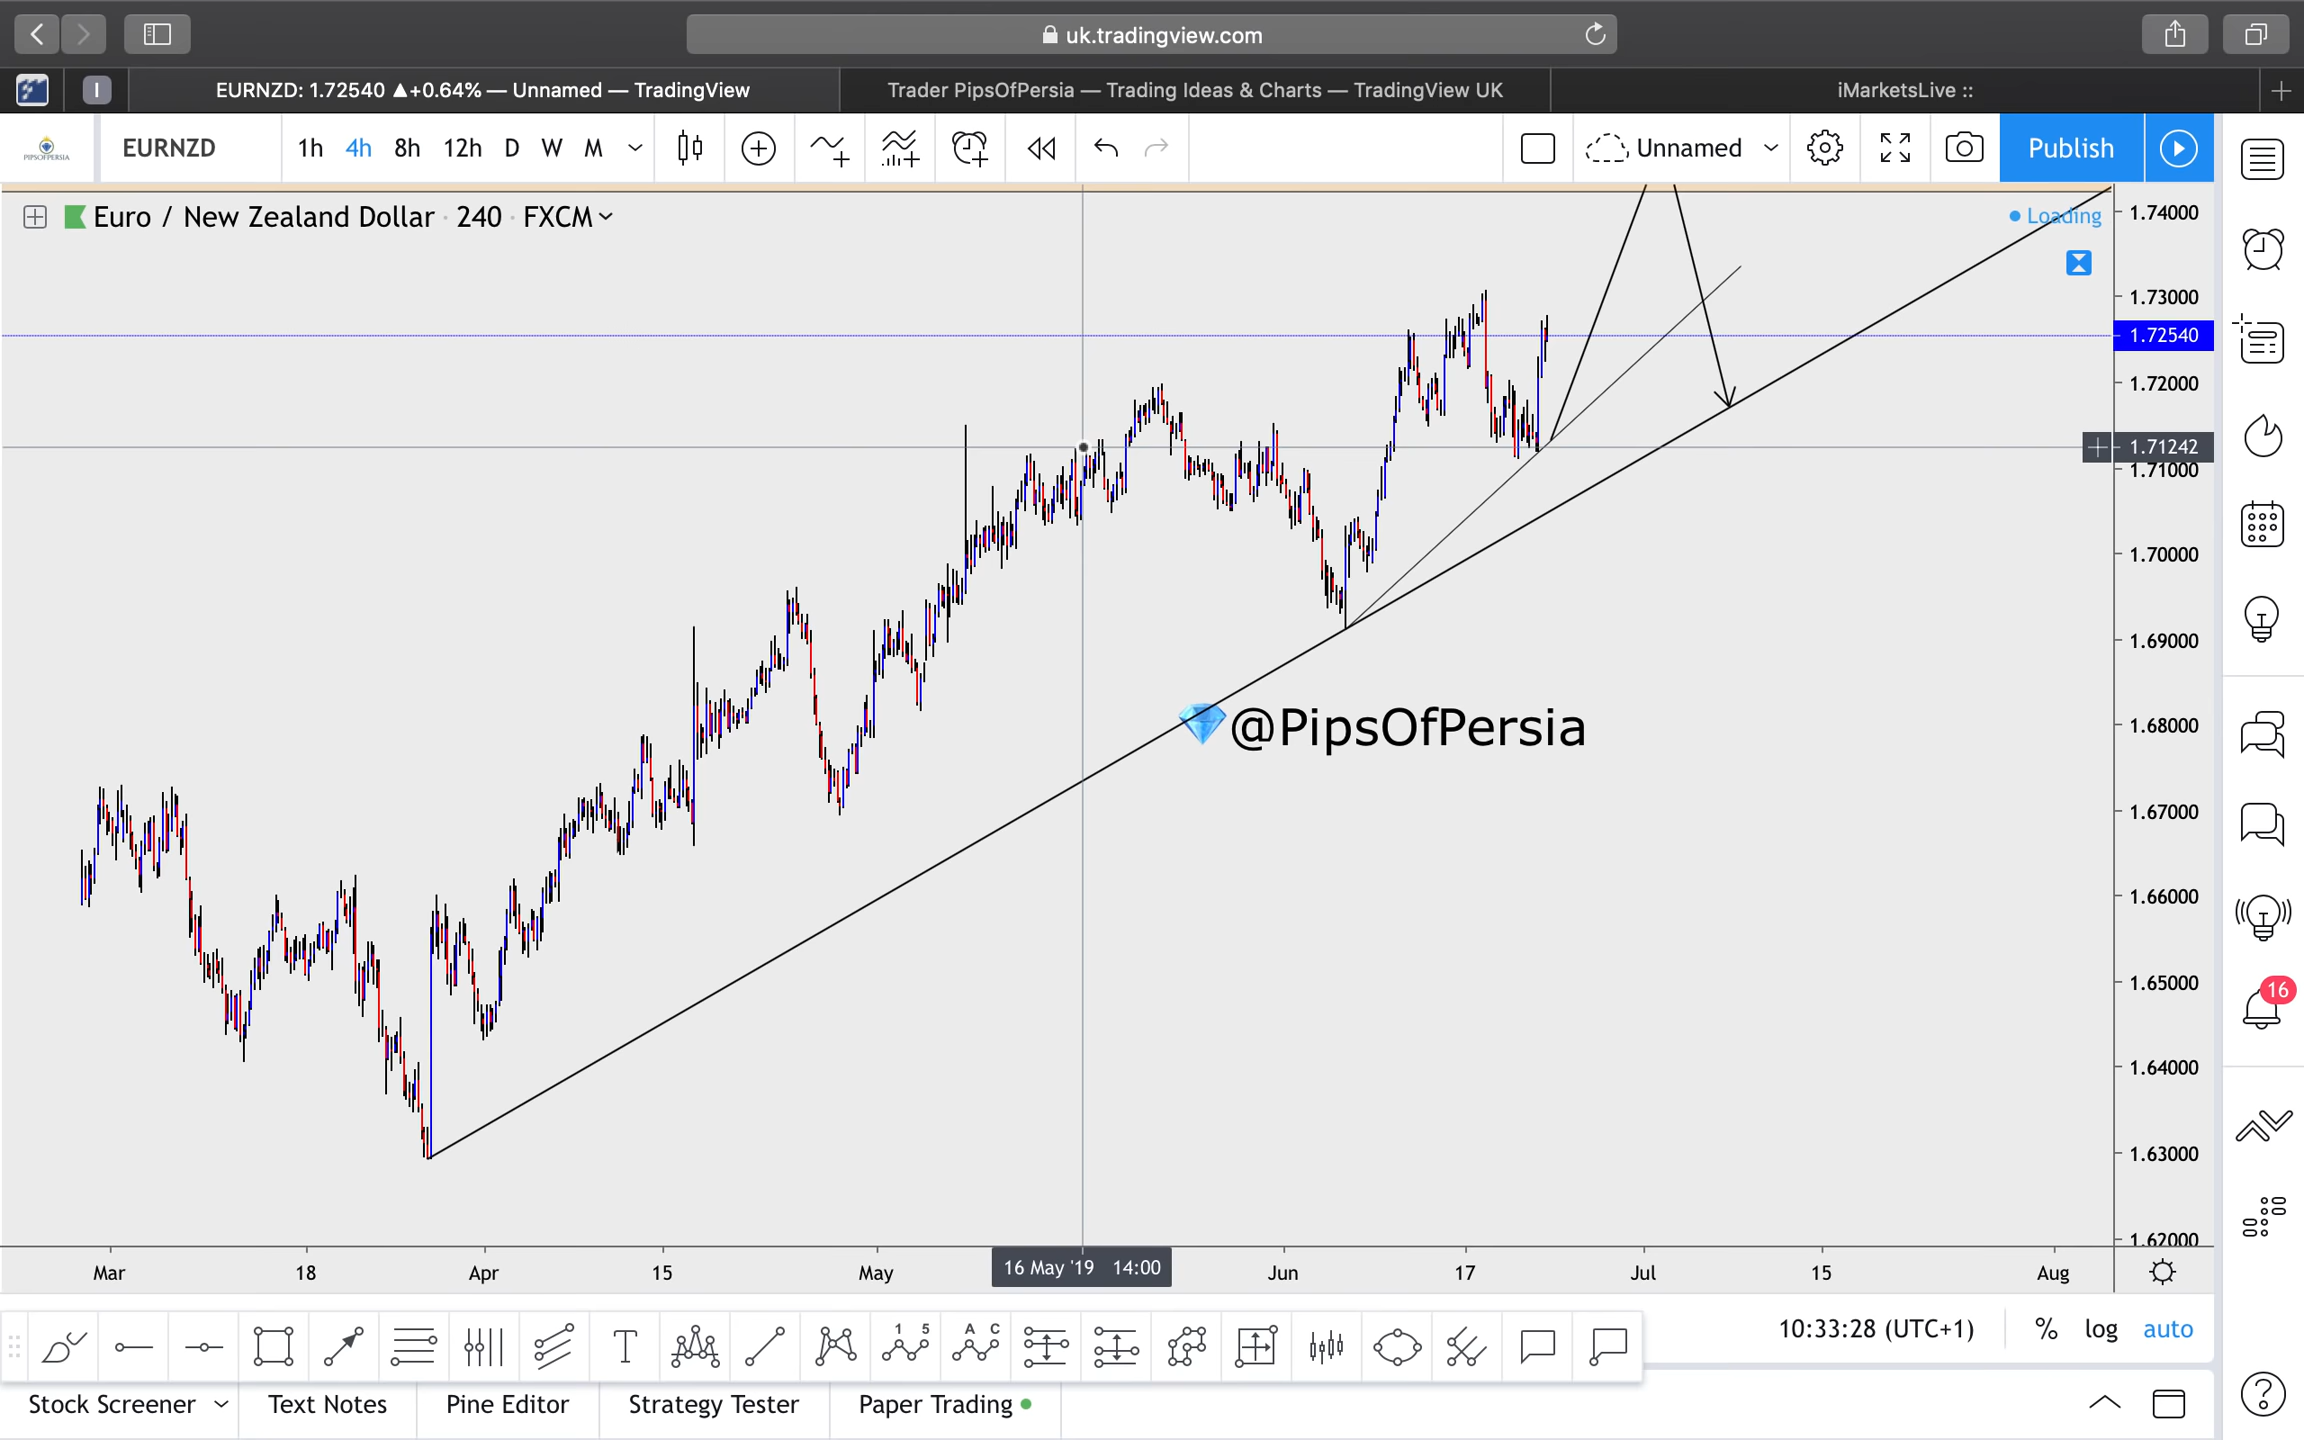 uk.tradingview.com
I
EURNZD: 1.72540 ▲+0.64% — Unnamed — TradingView
Trader PipsOfPersia — Trading Ideas & Charts — TradingView UK
iMarketsLive ::
PIPSOFPERSIA
EURNZD
1h 4h 8h 12h D W M
Unnamed
Publish
Euro / New Zealand Dollar · 240 · FXCM
Loading
1.74000
1.73000
1.72540
1.72000
1.71242
1.71000
1.70000
1.69000
@PipsOfPersia
1.68000
1.67000
1.66000
1.65000
16
1.64000
1.63000
1.62000
Mar 18 Apr 15 May 16 May '19 14:00 Jun 17 Jul 15 Aug
1 5
A C
T
10:33:28 (UTC+1)
% log auto
Stock Screener
Text Notes
Pine Editor
Strategy Tester
Paper Trading